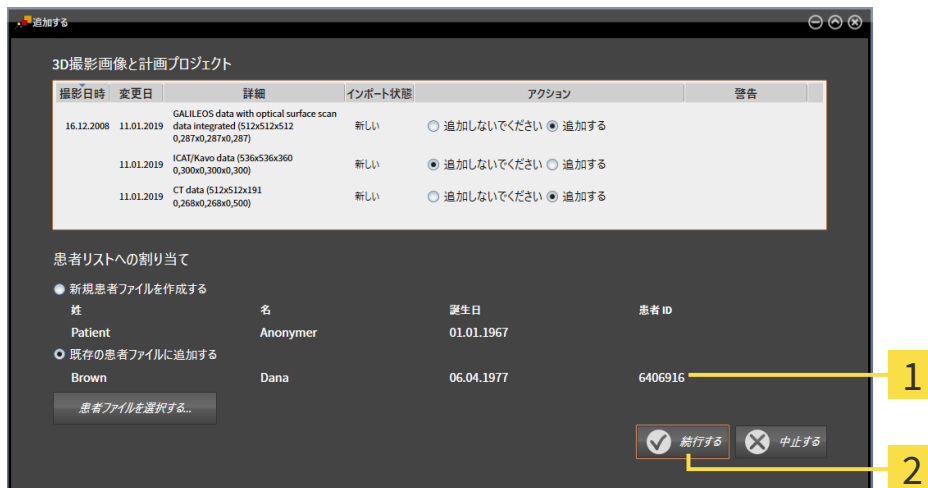 追加する
3D撮影画像と計画プロジェクト
撮影日時 変更日 詳細 インポート状態 アクション 警告
16.12.2008 11.01.2019 GALILEOS data with optical surface scan data integrated (512x512x512 0,287x0,287x0,287) 新しい 追加しないでください 追加する
11.01.2019 ICAT/Kavo data (536x536x360 0,300x0,300x0,300) 新しい 追加しないでください 追加する
11.01.2019 CT data (512x512x191 0,268x0,268x0,500) 新しい 追加しないでください 追加する
患者リストへの割り当て
新規患者ファイルを作成する
姓 名 誕生日 患者 ID
Patient Anonymer 01.01.1967
既存の患者ファイルに追加する
Brown Dana 06.04.1977 6406916
1
患者ファイルを選択する...
続行する 中止する
2